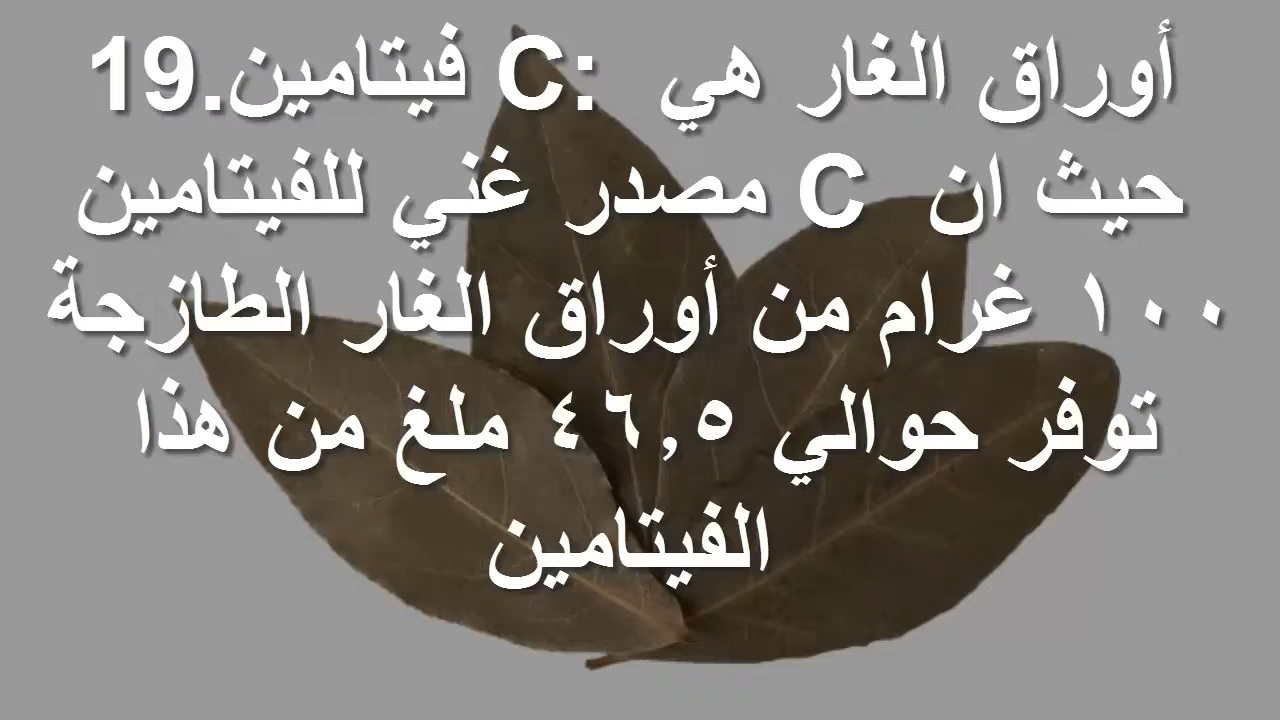 19.فيتامين C: أوراق الغار هي
مصدر غني للفيتامين C حيث ان
١٠٠ غرام من أوراق الغار الطازجة
توفر حوالي ٤٦,٥ ملغ من هذا
الفيتامين